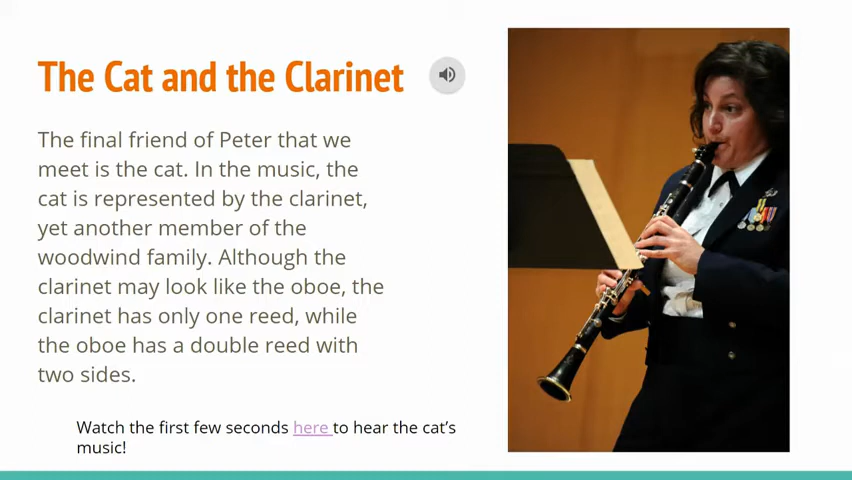 The Cat and the Clarinet
The final friend of Peter that we
meet is the cat. In the music, the
cat is represented by the clarinet,
yet another member of the
woodwind family. Although the
clarinet may look like the oboe, the
clarinet has only one reed, while
the oboe has a double reed with
two sides.
Watch the first few seconds here to hear the cat's
music!